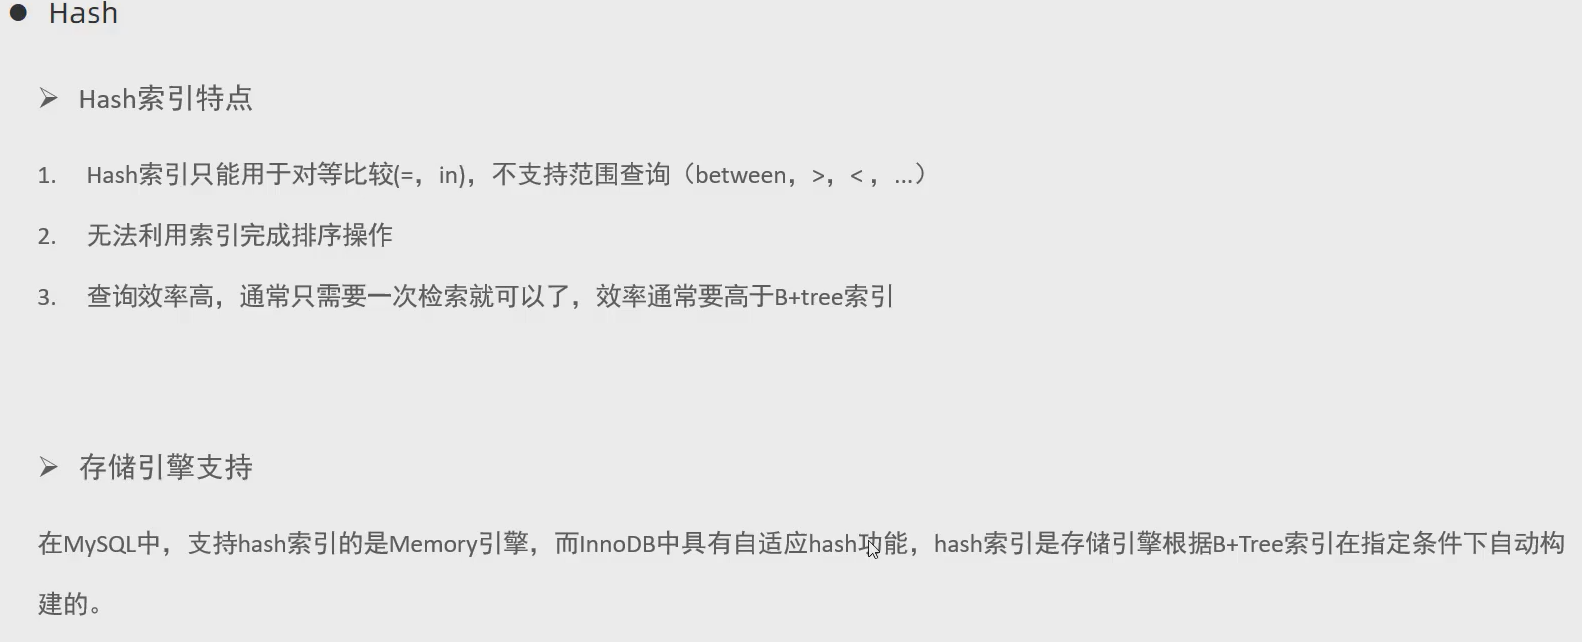 ● Hash
➢ Hash索引特点
1. Hash索引只能用于对等比较(=，in)，不支持范围查询（between，>，< ，...）
2. 无法利用索引完成排序操作
3. 查询效率高，通常只需要一次检索就可以了，效率通常要高于B+tree索引
➢ 存储引擎支持
在MySQL中，支持hash索引的是Memory引擎，而InnoDB中具有自适应hash功能，hash索引是存储引擎根据B+Tree索引在指定条件下自动构
建的。